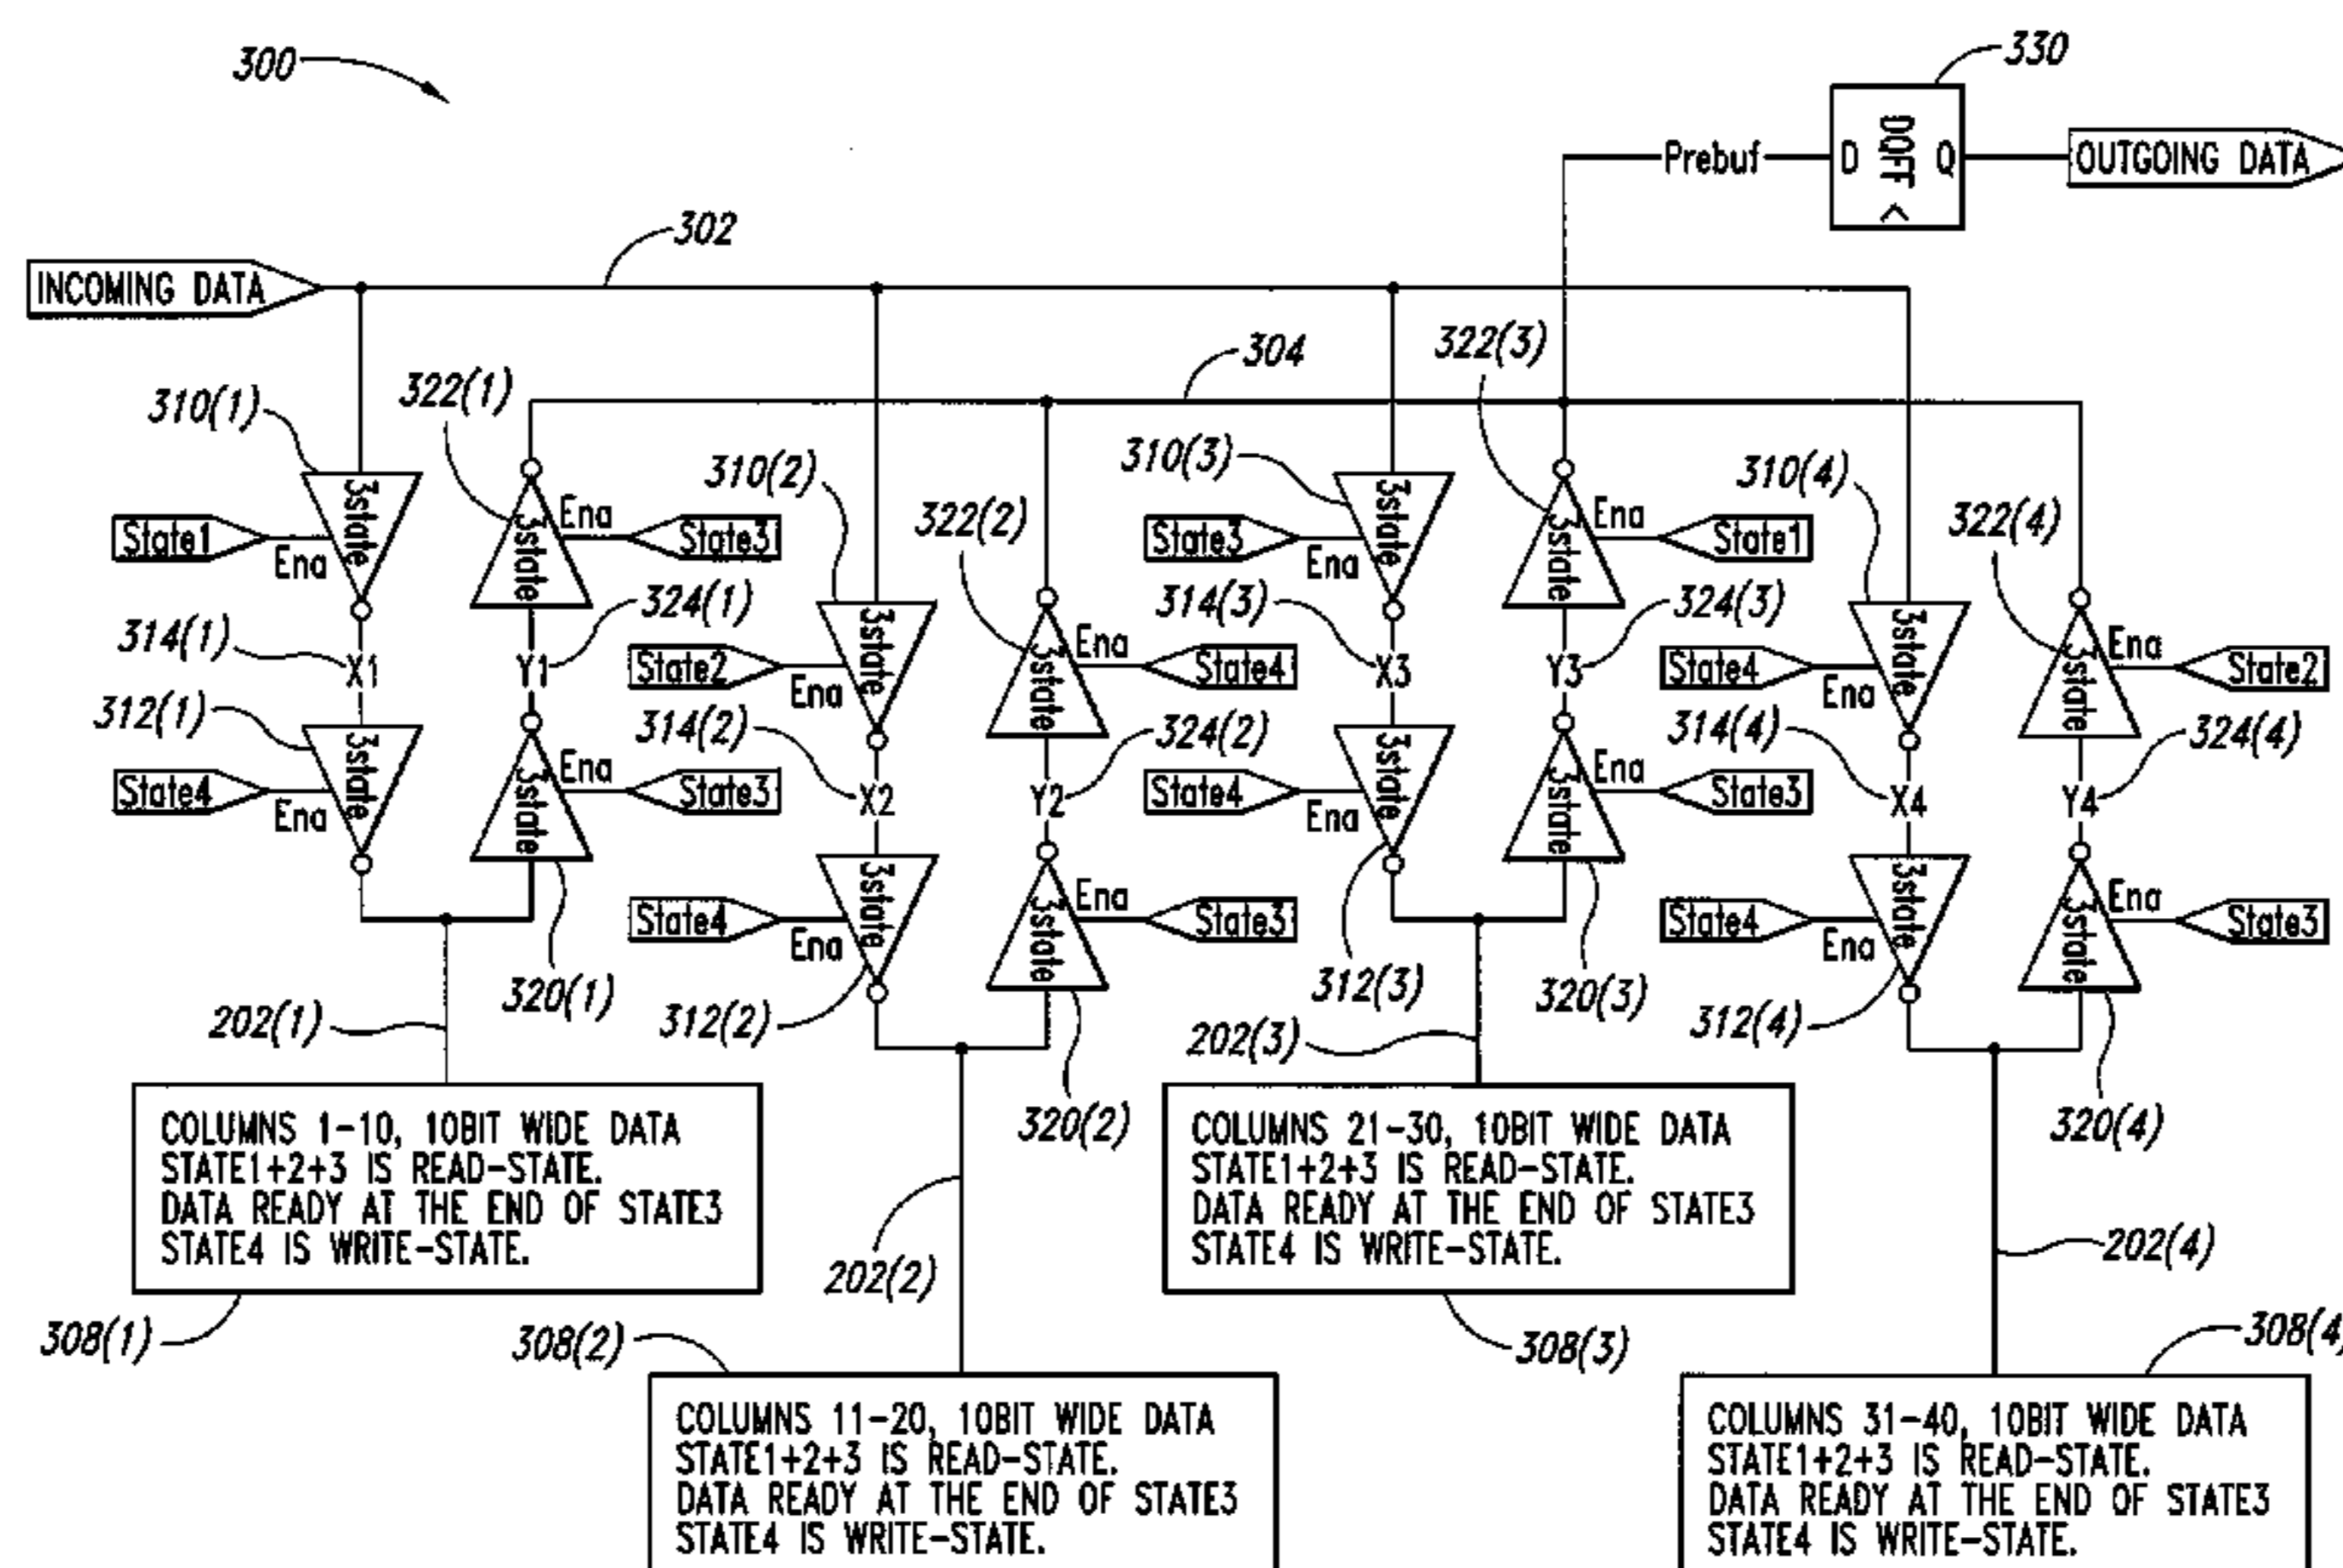 300
330
Prebuf
D
DQFF <
Q
OUTGOING DATA
302
INCOMING DATA
304
322(3)
322(1)
310(1)
310(3)
310(2)
310(4)
322(2)
322(4)
3state
State1
Ena
3state
Ena
State3
3state
State3
Ena
3state
Ena
State1
314(1)
X1
Y1
324(1)
3state
State2
Ena
3state
Ena
State4
314(3)
X3
Y3
324(3)
3state
State4
Ena
3state
Ena
State2
312(1)
3state
State4
Ena
3state
Ena
State3
314(2)
X2
Y2
324(2)
3state
State4
Ena
3state
Ena
State3
314(4)
X4
Y4
324(4)
3state
State4
Ena
3state
Ena
State3
3state
State4
Ena
3state
Ena
State3
320(1)
312(2)
312(3)
320(3)
312(4)
202(1)
202(3)
320(2)
320(4)
COLUMNS 1-10, 10BIT WIDE DATA
STATE1+2+3 IS READ-STATE.
DATA READY AT THE END OF STATE3
STATE4 IS WRITE-STATE.
COLUMNS 21-30, 10BIT WIDE DATA
STATE1+2+3 IS READ-STATE.
DATA READY AT THE END OF STATE3
STATE4 IS WRITE-STATE.
202(2)
202(4)
308(1)
308(2)
308(3)
308(4
COLUMNS 11-20, 10BIT WIDE DATA
STATE1+2+3 IS READ-STATE.
DATA READY AT THE END OF STATE3
STATE4 IS WRITE-STATE.
COLUMNS 31-40, 10BIT WIDE DATA
STATE1+2+3 IS READ-STATE.
DATA READY AT THE END OF STATE3
STATE4 IS WRITE-STATE.